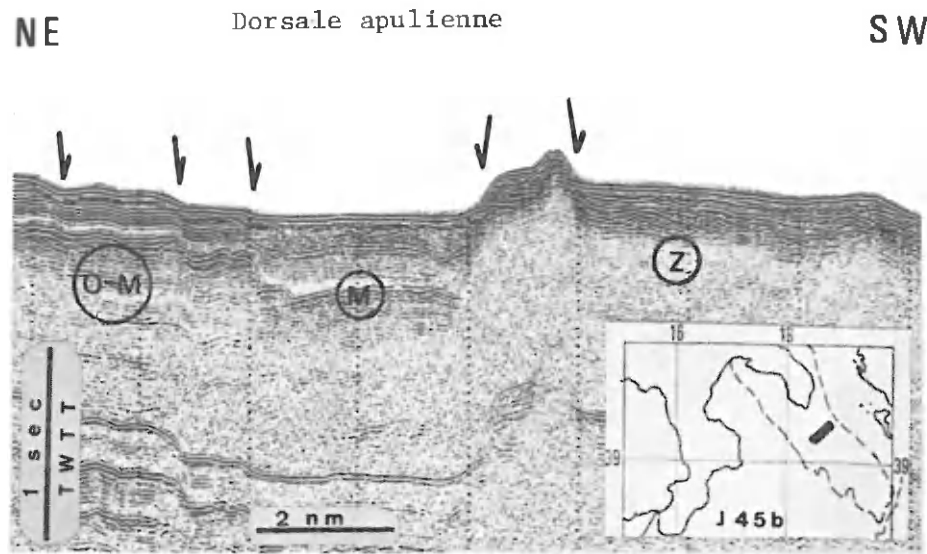 Dorsale apulienne
NE
SW
O-M
M
Z
1 sec
TWTT
2 nm
16
18
39
39
J 45b